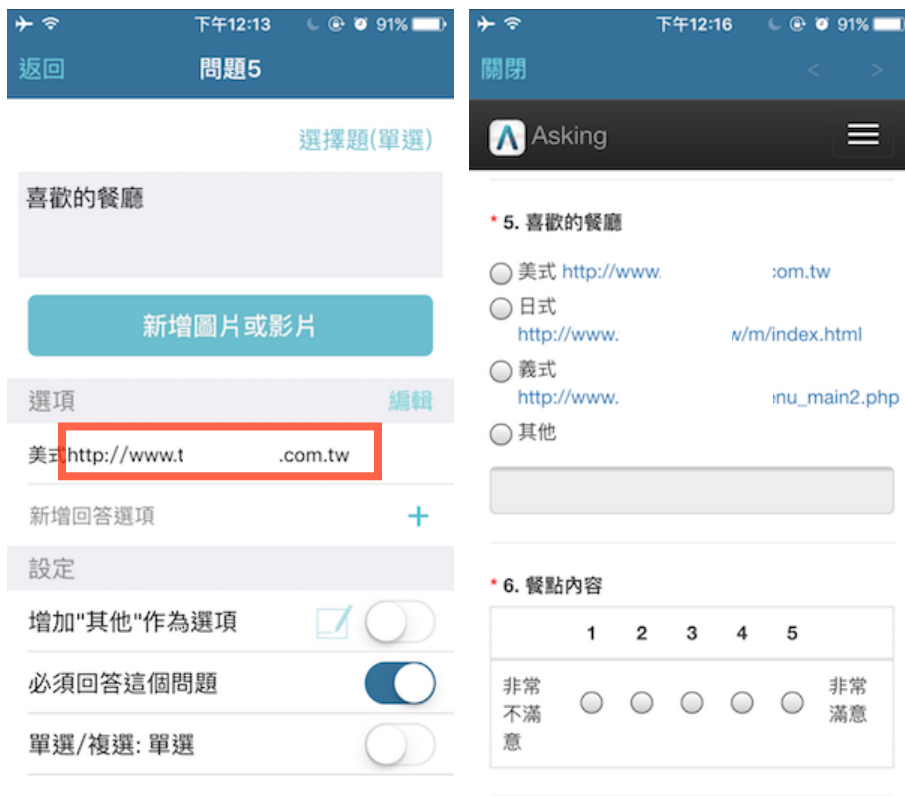 下午12:13 91%
返回 問題5
選擇題(單選)
喜歡的餐廳
新增圖片或影片
選項 編輯
美式http://www.t .com.tw
新增回答選項 +
設定
增加"其他"作為選項
必須回答這個問題
單選/複選: 單選
下午12:16 91%
關閉 < >
Asking
* 5. 喜歡的餐廳
美式 http://www. com.tw
日式
http://www. w/m/index.html
義式
http://www. enu_main2.php
其他
* 6. 餐點內容
1 2 3 4 5
非常
不滿
意
非常
滿意